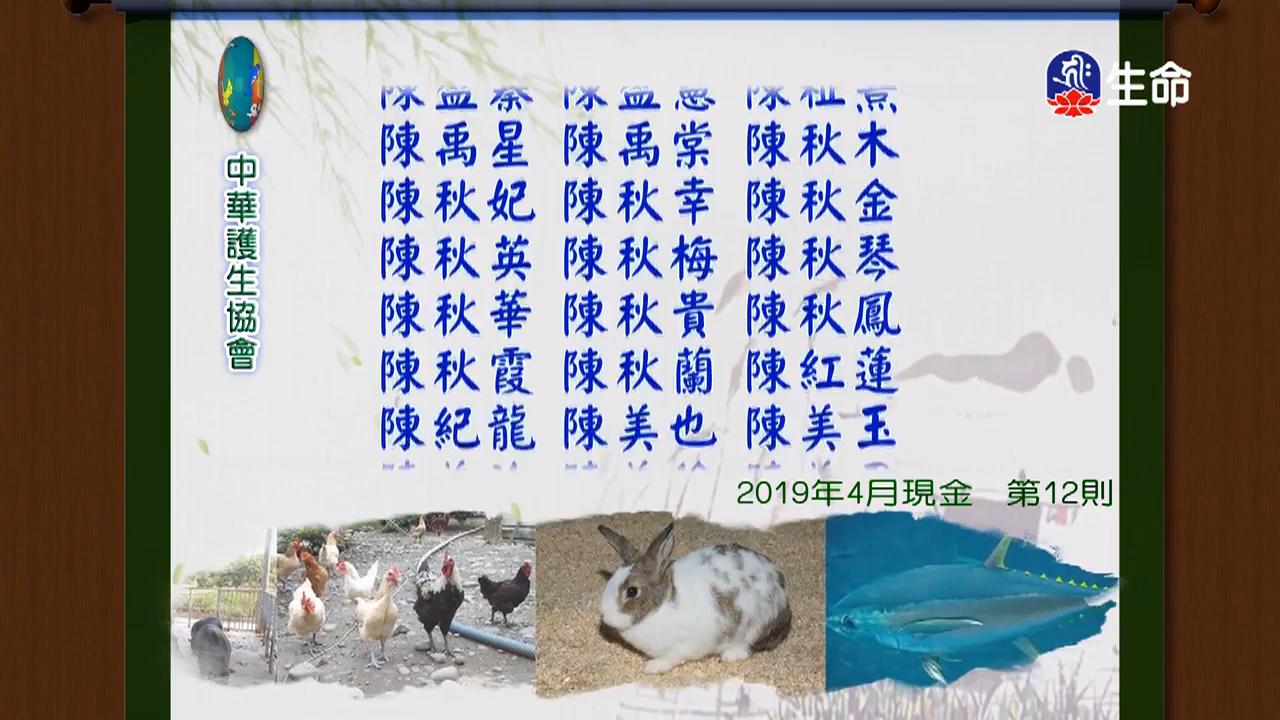 生命
中華護生協會
陳禹星 陳禹棠 陳秋木
陳秋妃 陳秋幸 陳秋金
陳秋英 陳秋梅 陳秋琴
陳秋華 陳秋貴 陳秋鳳
陳秋霞 陳秋蘭 陳紅蓮
陳紀龍 陳美也 陳美玉
2019年4月現金 第12則